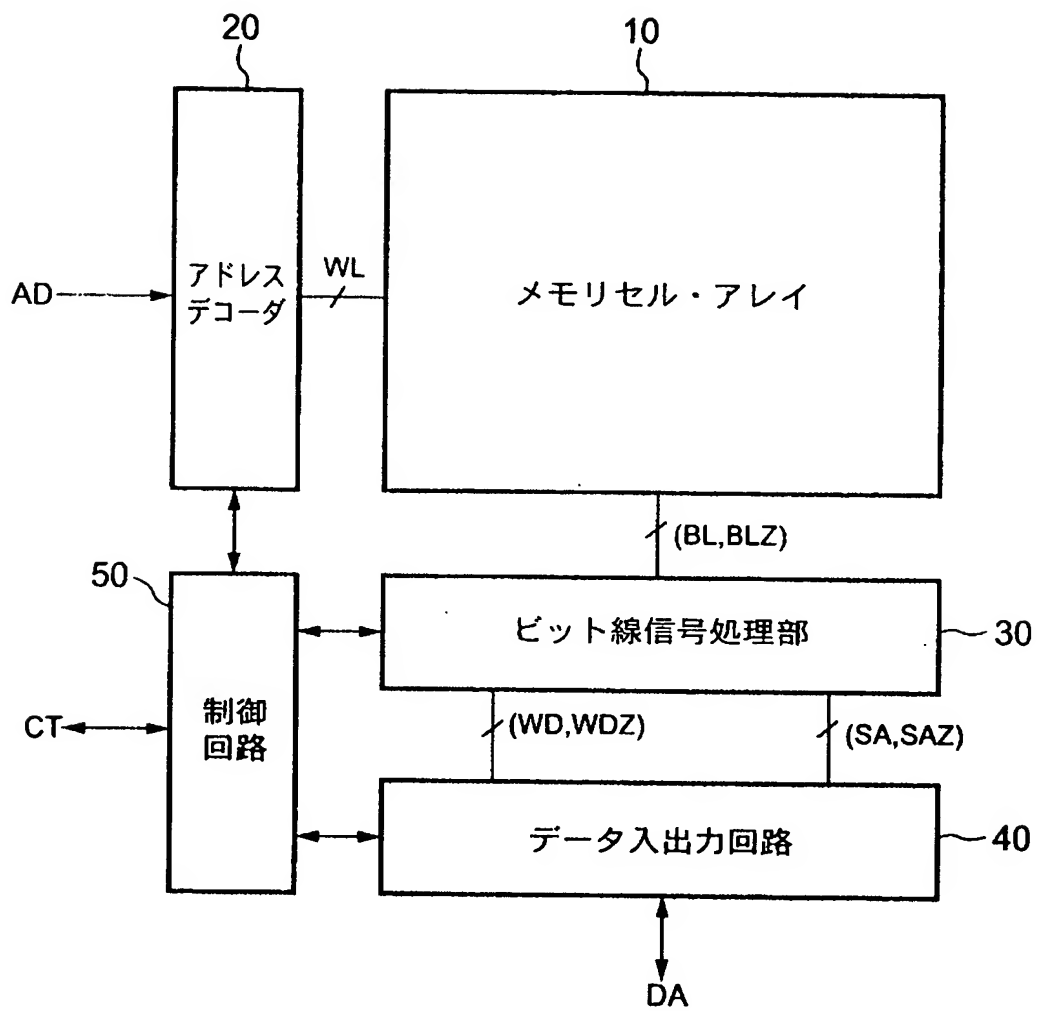 20
10
AD
アドレス
デコーダ
WL
メモリセル・アレイ
(BL,BLZ)
50
ビット線信号処理部
30
制御
回路
CT
(WD,WDZ)
(SA,SAZ)
データ入出力回路
40
DA